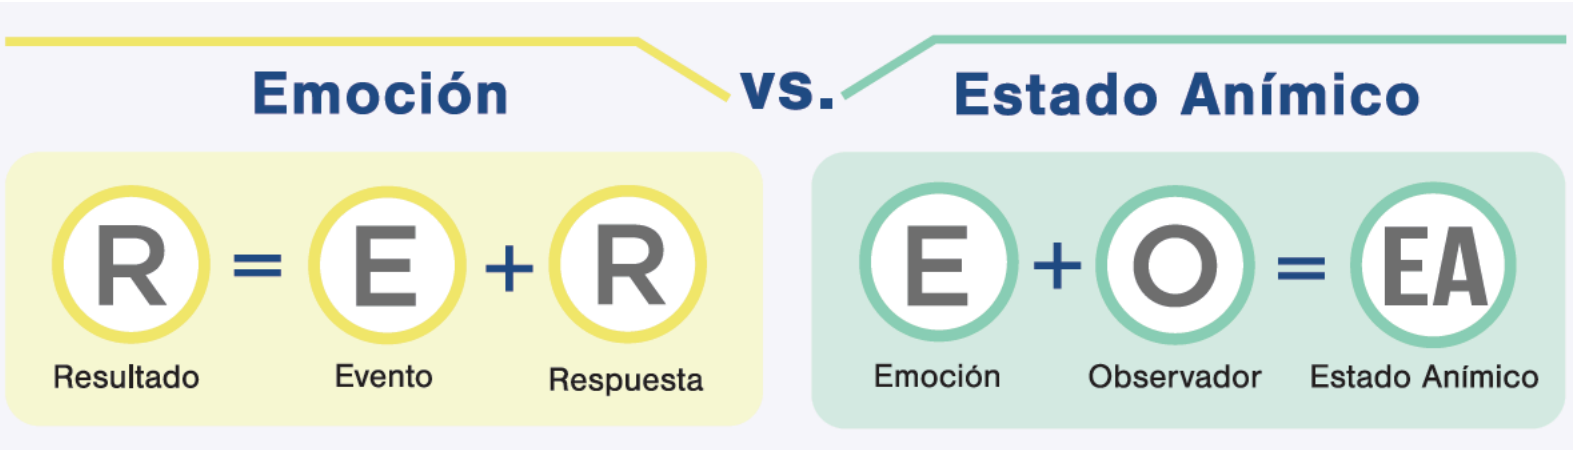 Emoción vs. Estado Anímico
R = E + R
Resultado Evento Respuesta
E + O = EA
Emoción Observador Estado Anímico